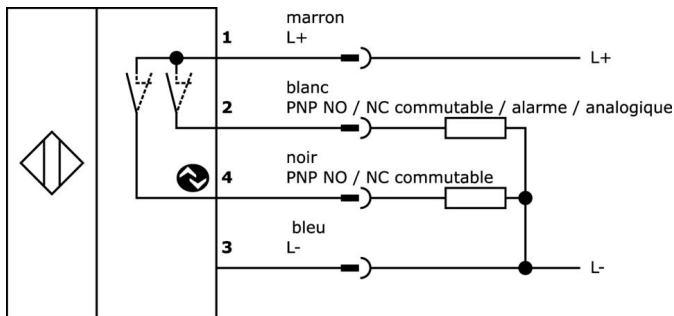 marron
1 L+
L+
blanc
2 PNP NO / NC commutable / alarme / analogique
noir
4 PNP NO / NC commutable
bleu
3 L-
L-